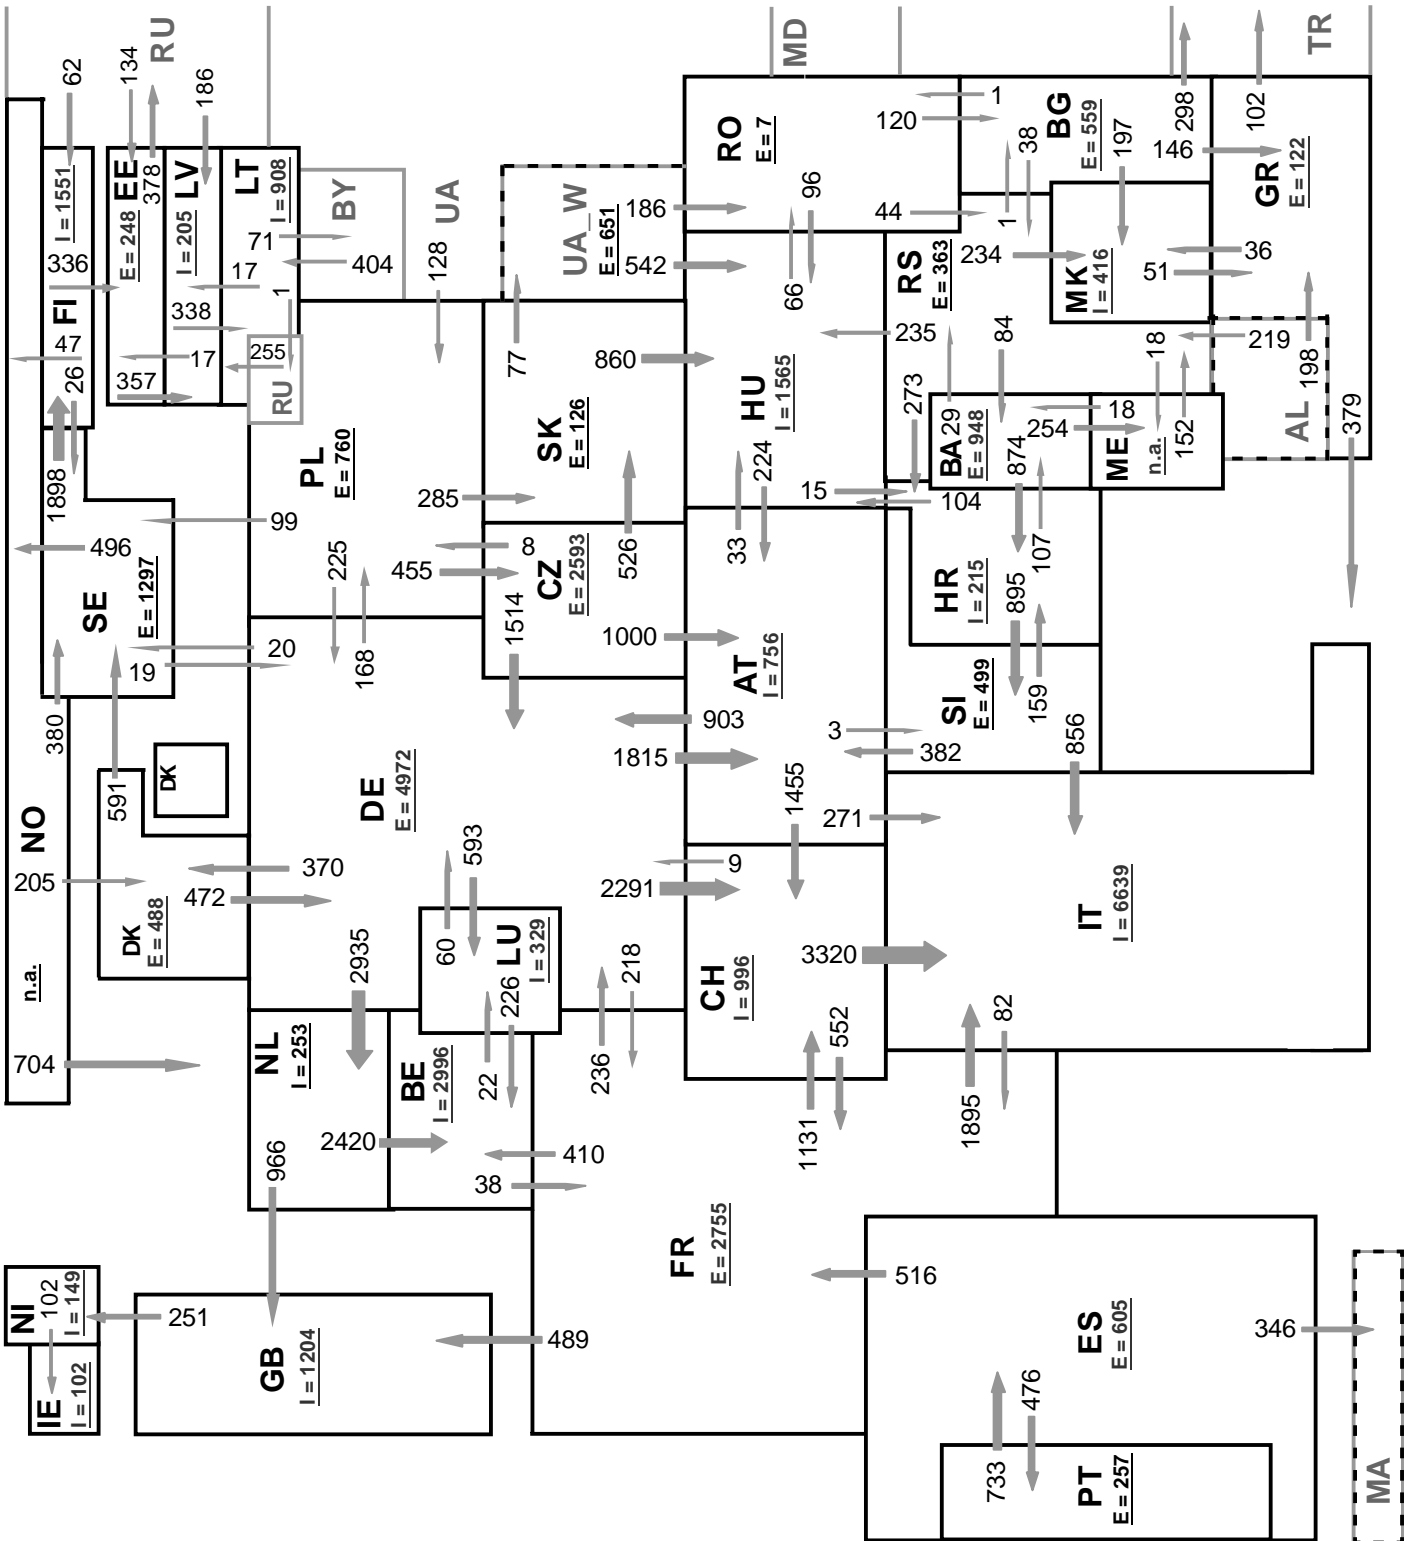 62
134
RU
186
MD
TR
I = 1551
FI
336
47
26
1898
EE
E = 248
378
LV
I = 205
LT
I = 908
71
17
1
338
17
357
255
RU
BY
404
UA
128
UA_W
E = 651
186
542
77
RO
E = 7
120
1
44
96
66
BG
E = 559
38
1
197
298
146
102
GR
E = 122
36
51
MK
I = 416
234
RS
E = 363
235
84
273
BA
E = 948
29
874
18
254
ME
n.a.
18
152
219
198
AL
379
PL
E = 760
285
225
168
455
8
SK
E = 126
860
526
HU
I = 1565
224
33
15
104
CZ
E = 2593
1514
1000
HR
I = 215
107
895
159
SI
E = 499
856
3
382
AT
I = 756
903
1815
1455
271
SE
E = 1297
496
99
20
19
380
591
DK
NO
n.a.
205
704
DK
E = 488
370
472
DE
E = 4972
593
60
9
2291
LU
I = 329
226
22
218
236
2935
NL
I = 253
BE
I = 2996
2420
966
410
38
CH
I = 996
3320
552
1131
IT
I = 6639
82
1895
FR
E = 2755
516
489
NI
I = 149
102
251
IE
I = 102
GB
I = 1204
ES
E = 605
346
733
476
PT
E = 257
MA